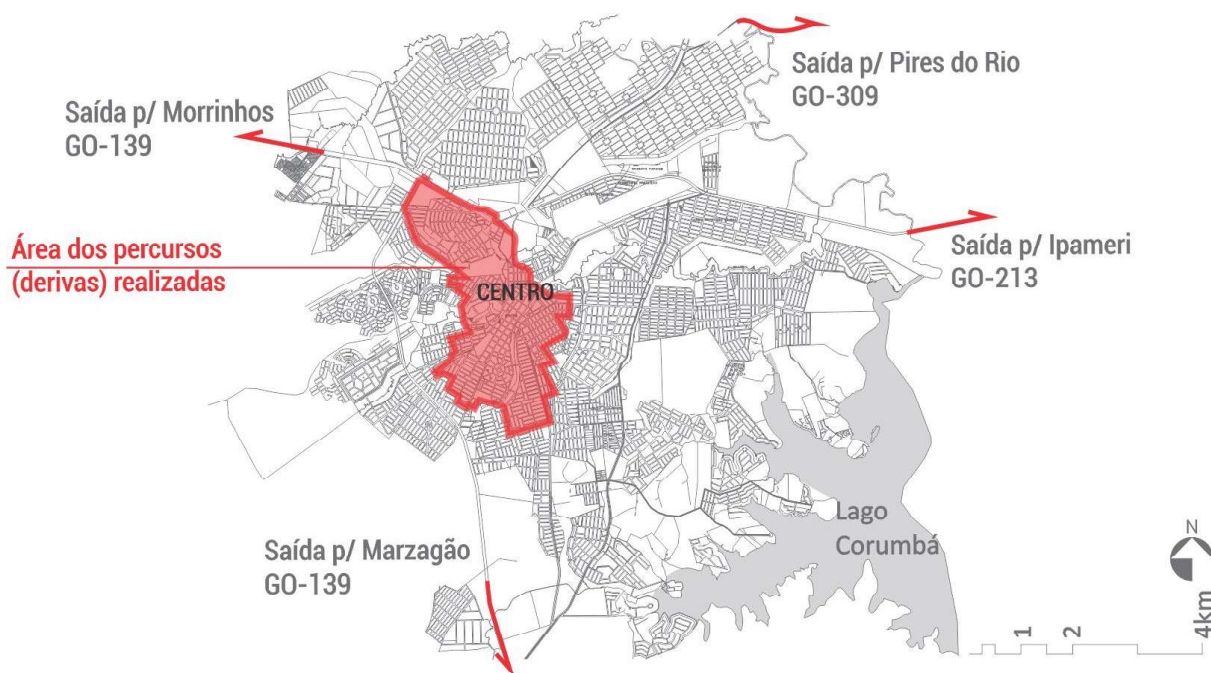 Saída p/ Pires do Rio
GO-309
Saída p/ Morrinhos
GO-139
Área dos percursos
(derivas) realizadas
CENTRO
Saída p/ Ipameri
GO-213
Lago
Corumbá
Saída p/ Marzagão
GO-139
N
1
2
4km